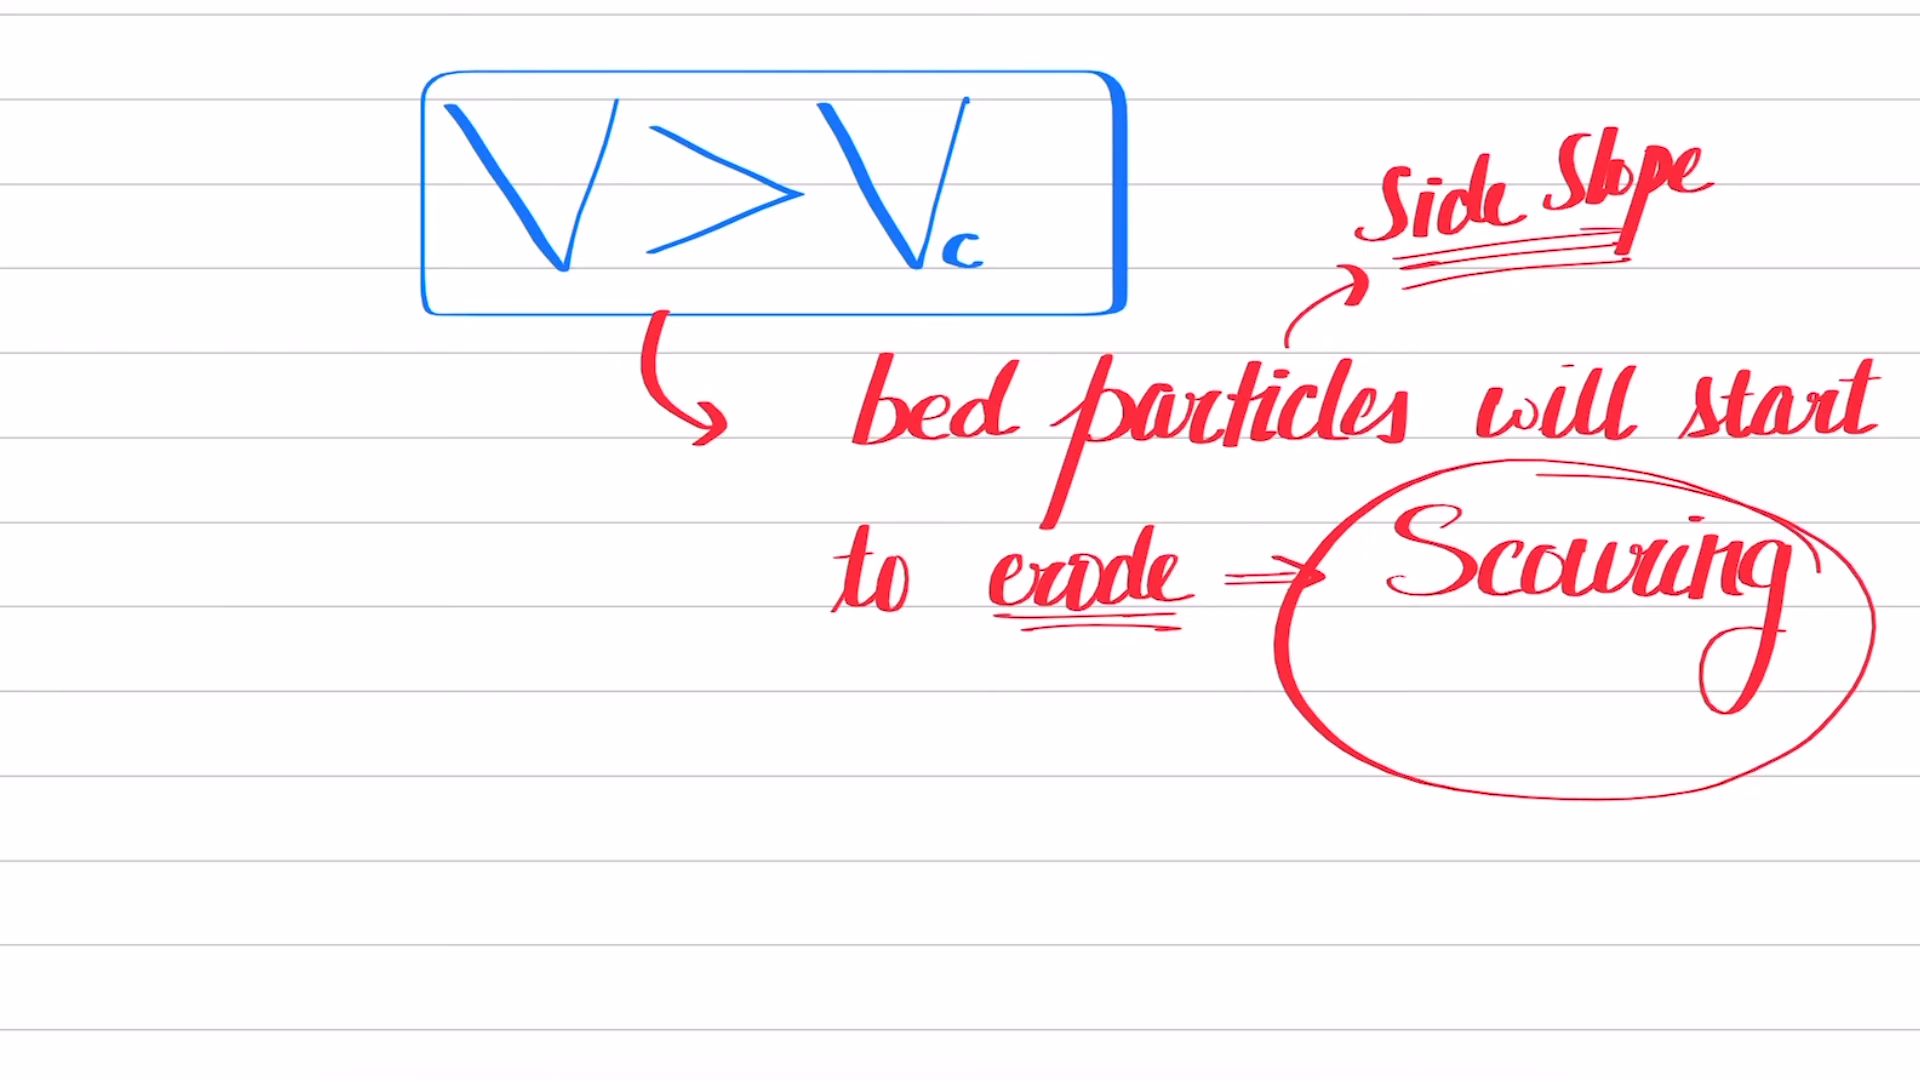 V > Vc
Side Slope
bed particles will start
to erode ⇒ Scouring